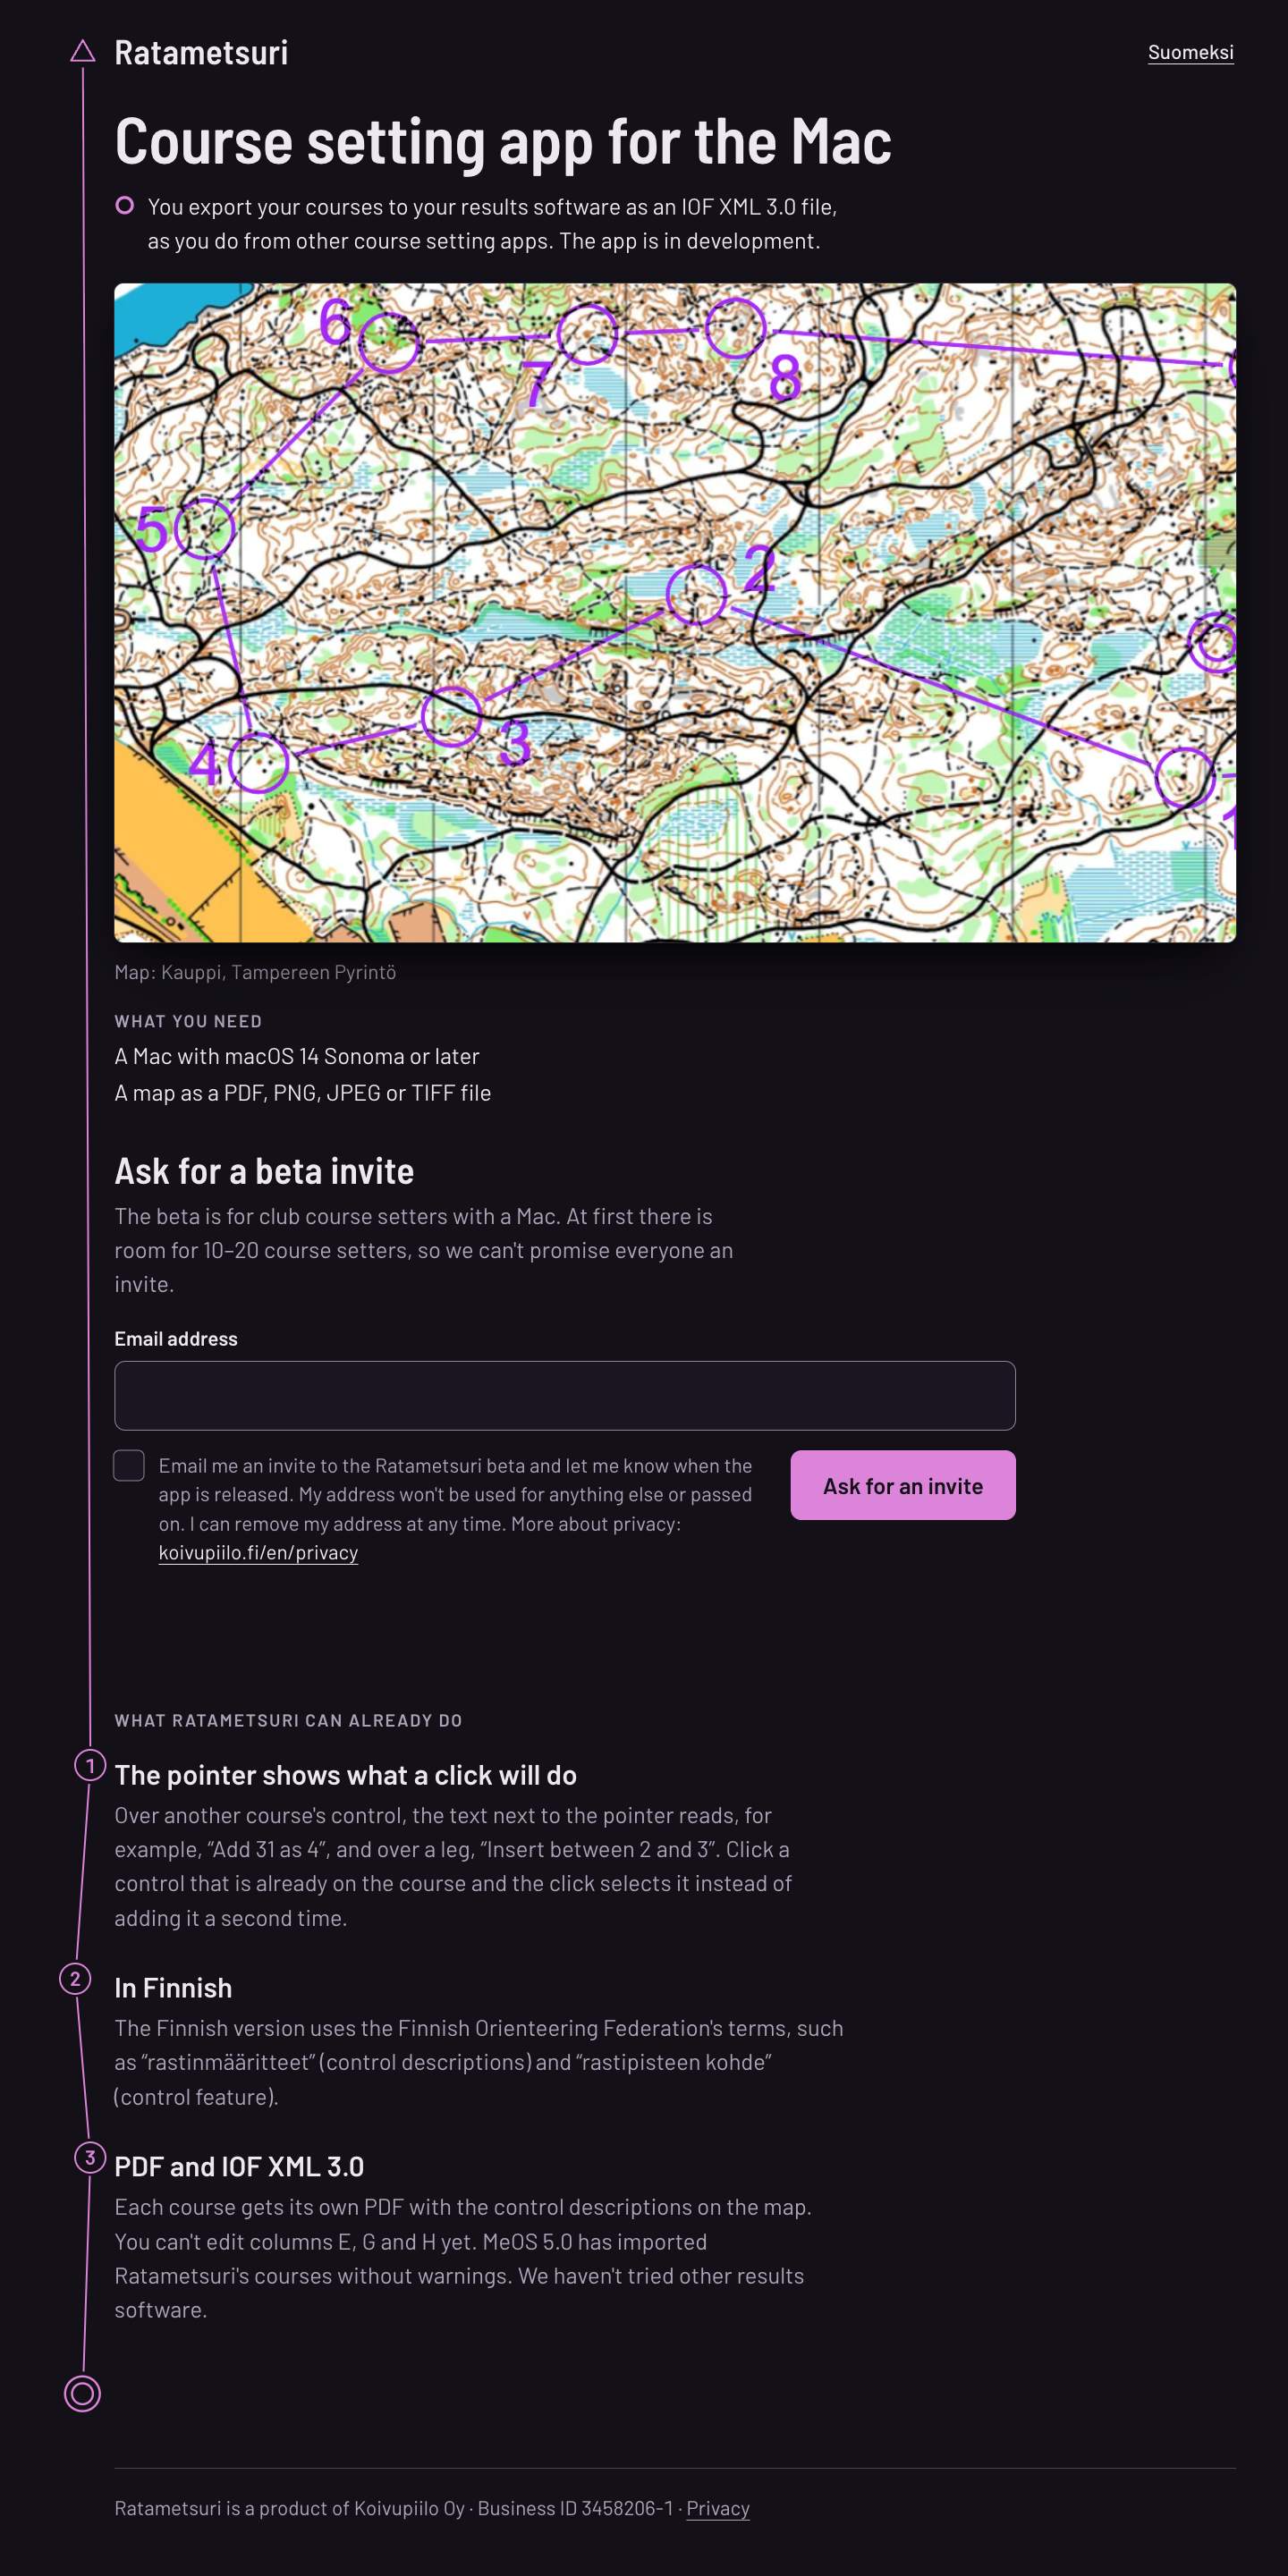 Ratametsuri
Suomeksi
Course setting app for the Mac
You export your courses to your results software as an IOF XML 3.0 file,
as you do from other course setting apps. The app is in development.
6
7
8
5
2
3
4
1
Map: Kauppi, Tampereen Pyrintö
WHAT YOU NEED
A Mac with macOS 14 Sonoma or later
A map as a PDF, PNG, JPEG or TIFF file
Ask for a beta invite
The beta is for club course setters with a Mac. At first there is
room for 10–20 course setters, so we can't promise everyone an
invite.
Email address
Email me an invite to the Ratametsuri beta and let me know when the
app is released. My address won't be used for anything else or passed
on. I can remove my address at any time. More about privacy:
koivupiilo.fi/en/privacy
Ask for an invite
WHAT RATAMETSURI CAN ALREADY DO
1 The pointer shows what a click will do
Over another course's control, the text next to the pointer reads, for
example, “Add 31 as 4”, and over a leg, “Insert between 2 and 3”. Click a
control that is already on the course and the click selects it instead of
adding it a second time.
2 In Finnish
The Finnish version uses the Finnish Orienteering Federation's terms, such
as “rastinmääritteet” (control descriptions) and “rastipisteen kohde”
(control feature).
3 PDF and IOF XML 3.0
Each course gets its own PDF with the control descriptions on the map.
You can't edit columns E, G and H yet. MeOS 5.0 has imported
Ratametsuri's courses without warnings. We haven't tried other results
software.
Ratametsuri is a product of Koivupiilo Oy · Business ID 3458206-1 · Privacy